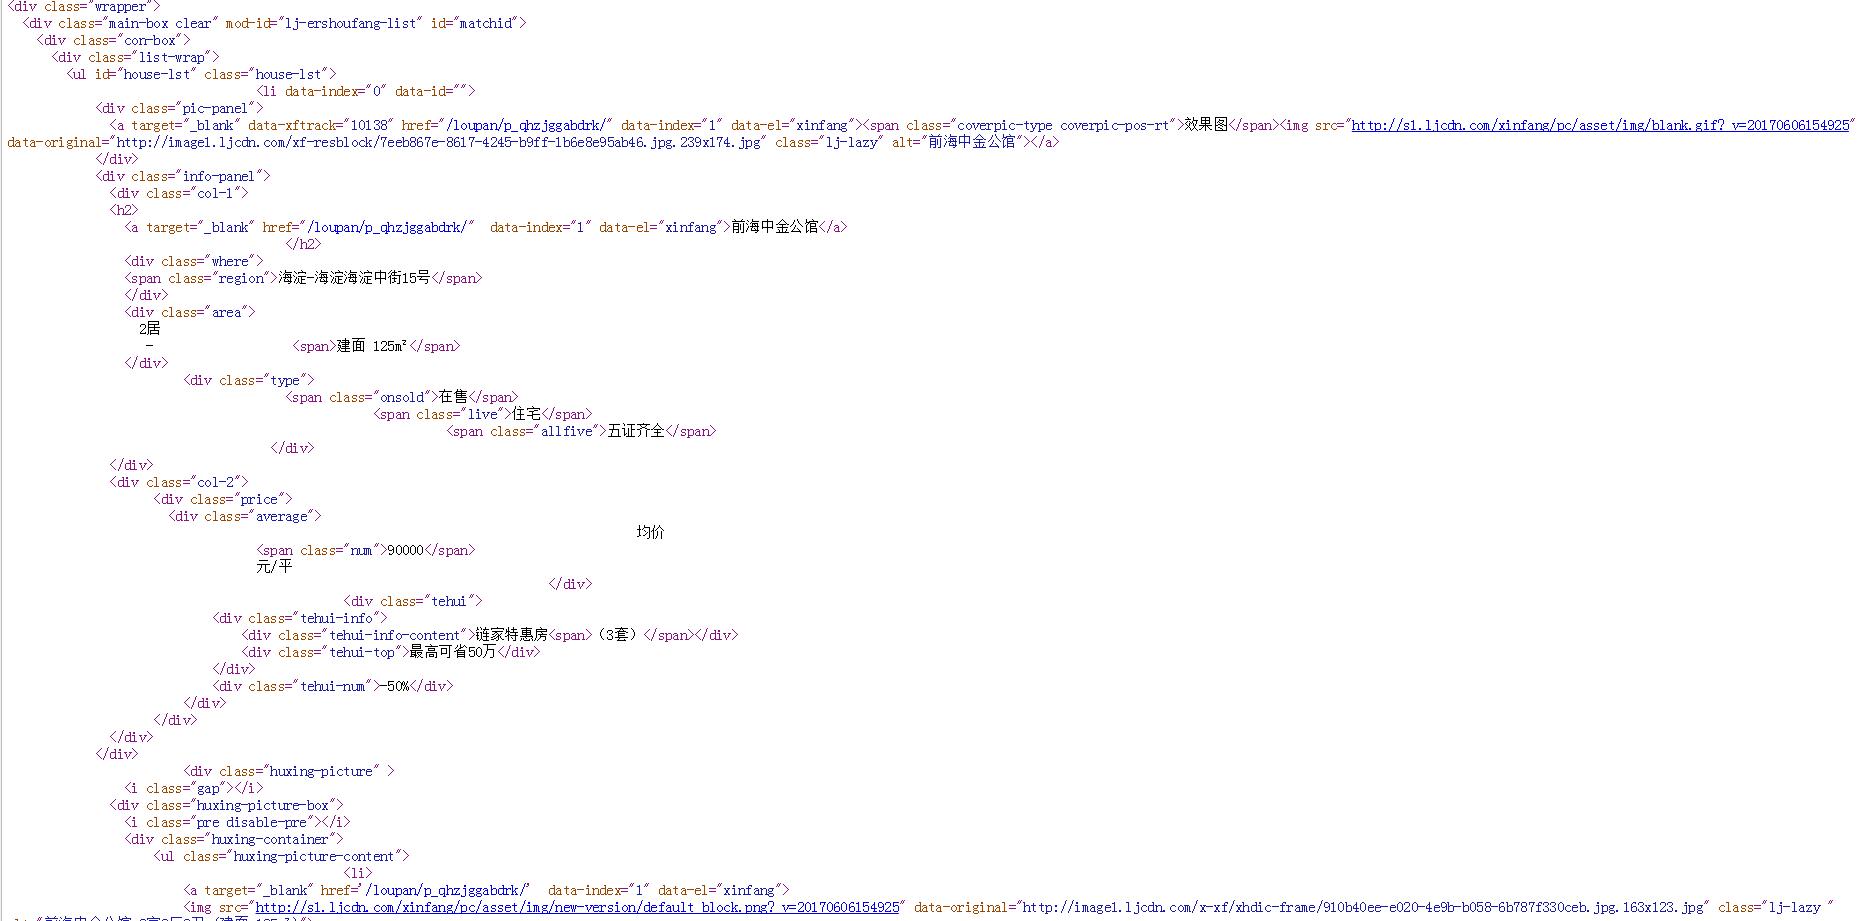 <div class="wrapper">
<div class="main-box clear" mod-id="lj-ershoufang-list" id="matchid">
<div class="con-box">
<div class="list-wrap">
<ul id="house-lst" class="house-lst">
<li data-index="0" data-id="">
<div class="pic-panel">
<a target="_blank" data-xftrack="10138" href="/loupan/p_qhzjggabdrk/" data-index="1" data-el="xinfang"><span class="coverpic-type coverpic-pos-rt">效果图</span><img src="http://s1.ljcdn.com/xinfang/pc/asset/img/blank.gif?_v=20170606154925"
data-original="http://image1.ljcdn.com/xf-resblock/7eeb867e-8617-4245-b9ff-1b6e8e95ab46.jpg.239x174.jpg" class="lj-lazy" alt="前海中金公馆"></a>
</div>
<div class="info-panel">
<div class="col-1">
<h2>
<a target="_blank" href="/loupan/p_qhzjggabdrk/" data-index="1" data-el="xinfang">前海中金公馆</a>
</h2>
<div class="where">
<span class="region">海淀-海淀海淀中街15号</span>
</div>
<div class="area">
2居
- <span>建面 125m²</span>
</div>
<div class="type">
<span class="onsold">在售</span>
<span class="live">住宅</span>
<span class="allfive">五证齐全</span>
</div>
</div>
<div class="col-2">
<div class="price">
<div class="average">
均价
<span class="num">90000</span>
元/平
</div>
<div class="tehui">
<div class="tehui-info">
<div class="tehui-info-content">链家特惠房<span>（3套）</span></div>
<div class="tehui-top">最高可省50万</div>
</div>
<div class="tehui-num">-50%</div>
</div>
</div>
</div>
</div>
<div class="huxing-picture" >
<i class="gap"></i>
<div class="huxing-picture-box">
<i class="pre disable-pre"></i>
<div class="huxing-container">
<ul class="huxing-picture-content">
<li>
<a target="_blank" href='/loupan/p_qhzjggabdrk/' data-index="1" data-el="xinfang">
<img src="http://s1.ljcdn.com/xinfang/pc/asset/img/new-version/default_block.png?_v=20170606154925" data-original="http://image1.ljcdn.com/x-xf/xhdic-frame/910b40ee-e020-4e9b-b058-6b787f330ceb.jpg.163x123.jpg" class="lj-lazy "